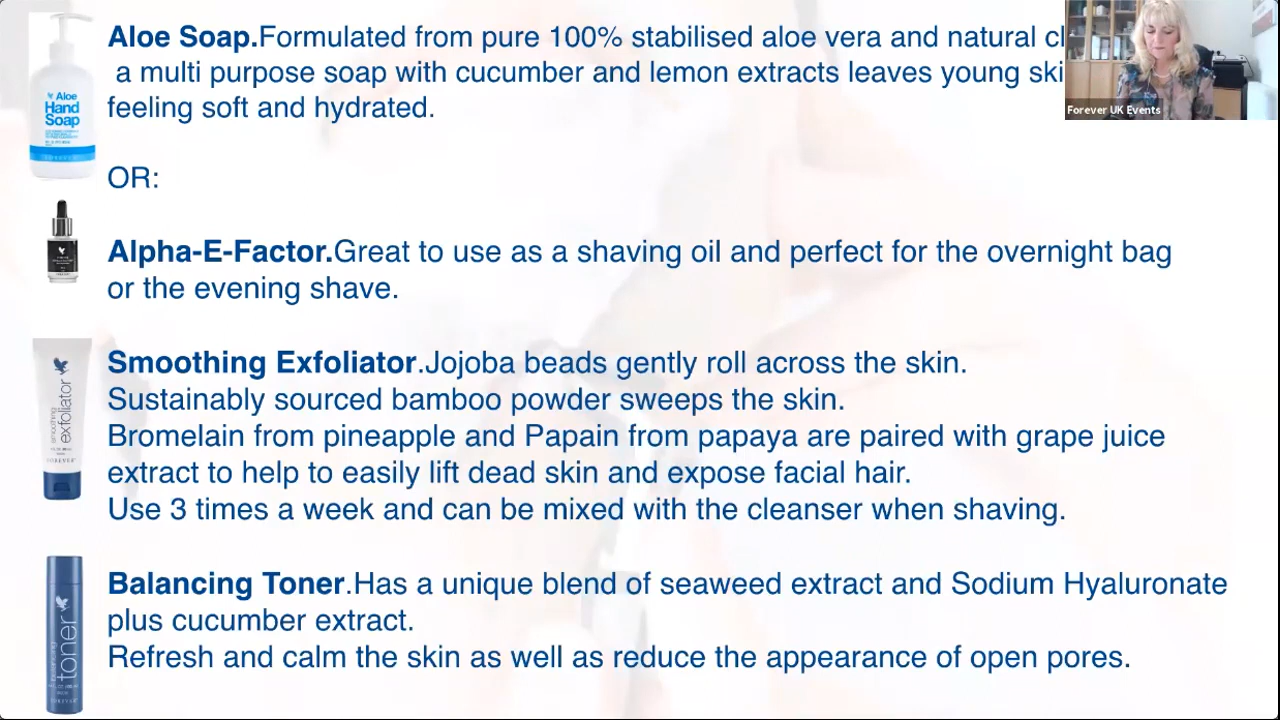 Aloe Soap.Formulated from pure 100% stabilised aloe vera and natural cl
a multi purpose soap with cucumber and lemon extracts leaves young ski
feeling soft and hydrated.
Forever UK Events
Aloe
Hand
Soap
OR:
Alpha-E-Factor.Great to use as a shaving oil and perfect for the overnight bag
or the evening shave.
Smoothing Exfoliator.Jojoba beads gently roll across the skin.
Sustainably sourced bamboo powder sweeps the skin.
Bromelain from pineapple and Papain from papaya are paired with grape juice
extract to help to easily lift dead skin and expose facial hair.
Use 3 times a week and can be mixed with the cleanser when shaving.
smoothing
exfoliator
FOREVER
Balancing Toner.Has a unique blend of seaweed extract and Sodium Hyaluronate
plus cucumber extract.
Refresh and calm the skin as well as reduce the appearance of open pores.
balancing
toner
FOREVER